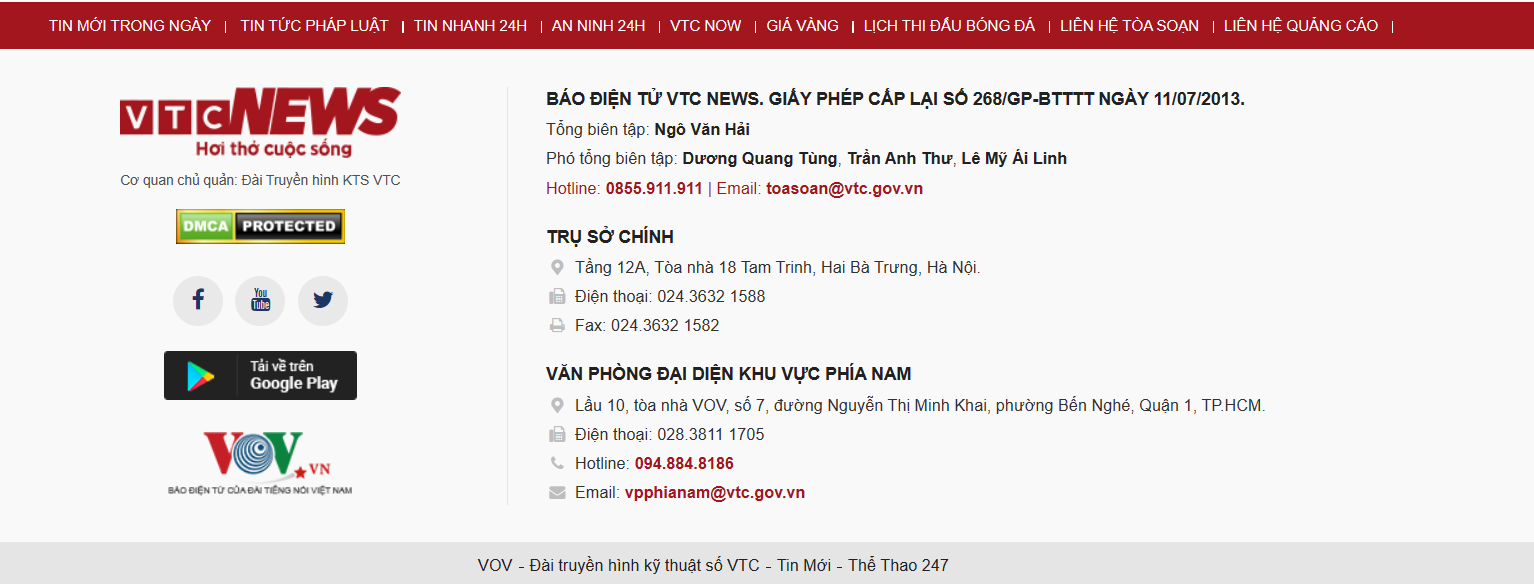 TIN MỚI TRONG NGÀY | TIN TỨC PHÁP LUẬT | TIN NHANH 24H | AN NINH 24H | VTC NOW | GIÁ VÀNG | LỊCH THI ĐẤU BÓNG ĐÁ | LIÊN HỆ TÒA SOẠN | LIÊN HỆ QUẢNG CÁO |
VTC NEWS
Hơi thở cuộc sống
Cơ quan chủ quản: Đài Truyền hình KTS VTC
DMCA PROTECTED
You Tube
Tải về trên
Google Play
VOV.VN
BÁO ĐIỆN TỬ CỦA ĐÀI TIẾNG NÓI VIỆT NAM
BÁO ĐIỆN TỬ VTC NEWS. GIẤY PHÉP CẤP LẠI SỐ 268/GP-BTTTT NGÀY 11/07/2013.
Tổng biên tập: Ngô Văn Hải
Phó tổng biên tập: Dương Quang Tùng, Trần Anh Thư, Lê Mỹ Ái Linh
Hotline: 0855.911.911 | Email: toasoan@vtc.gov.vn
TRỤ SỞ CHÍNH
Tầng 12A, Tòa nhà 18 Tam Trinh, Hai Bà Trưng, Hà Nội.
Điện thoại: 024.3632 1588
Fax: 024.3632 1582
VĂN PHÒNG ĐẠI DIỆN KHU VỰC PHÍA NAM
Lầu 10, tòa nhà VOV, số 7, đường Nguyễn Thị Minh Khai, phường Bến Nghé, Quận 1, TP.HCM.
Điện thoại: 028.3811 1705
Hotline: 094.884.8186
Email: vpphianam@vtc.gov.vn
VOV - Đài truyền hình kỹ thuật số VTC - Tin Mới - Thể Thao 247